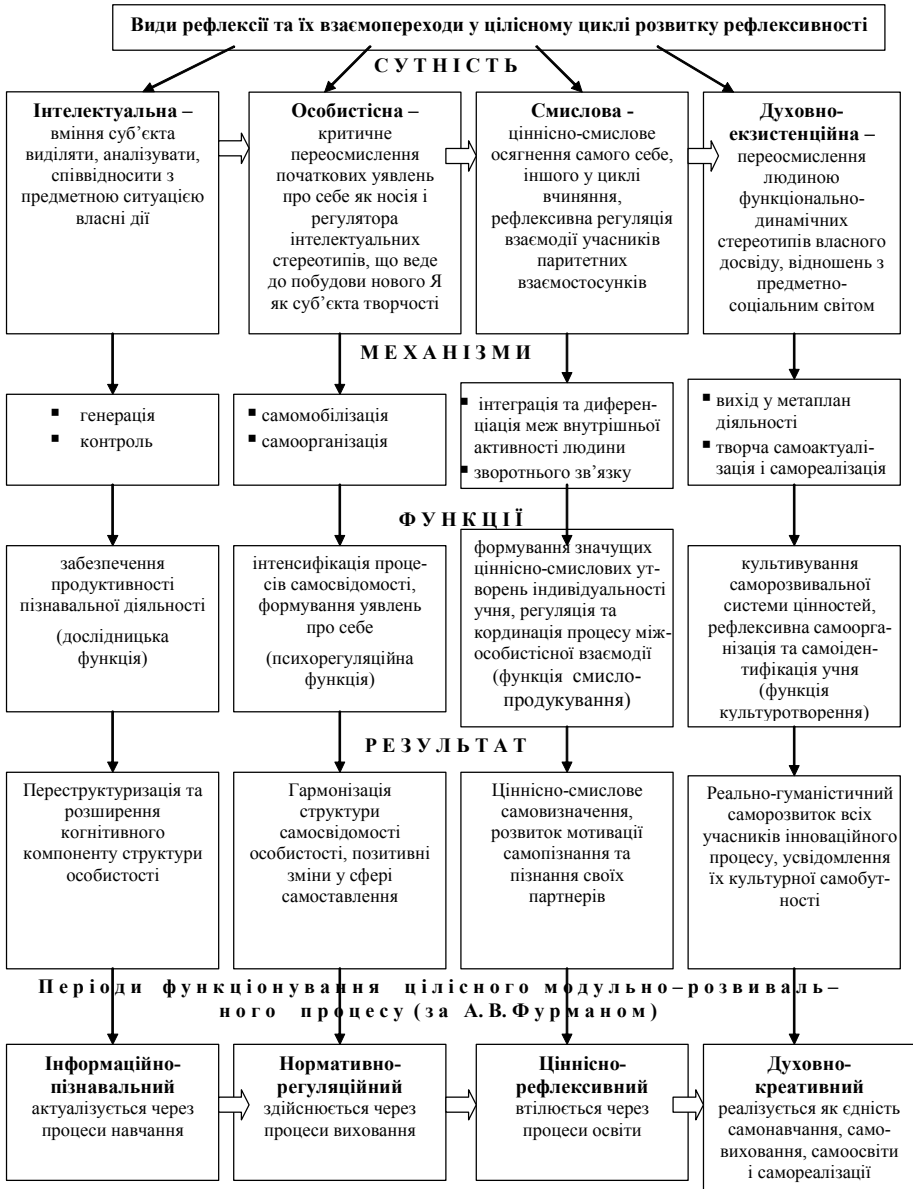 Види рефлексії та їх взаємопереходи у цілісному циклі розвитку рефлексивності
СУТНІСТЬ
Інтелектуальна –
вміння суб’єкта
виділяти, аналізувати,
співвідносити з
предметною ситуацією
власні дії
Особистісна –
критичне
переосмислення
початкових уявлень
про себе як носія і
регулятора
інтелектуальних
стереотипів, що веде
до побудови нового Я
як суб’єкта творчості
Смислова -
ціннісно-смислове
осягнення самого себе,
іншого у циклі
вчиняння,
рефлексивна регуляція
взаємодії учасників
паритетних
взаємостосунків
Духовно-
екзистенційна –
переосмислення
людиною
функціонально-
динамічних
стереотипів власного
досвіду, відношень з
предметно-
соціальним світом
МЕХАНІЗМИ
▪ генерація
▪ контроль
▪ самомобілізація
▪ самоорганізація
▪ інтеграція та диферен-
ціація меж внутрішньої
активності людини
▪ зворотнього зв’язку
▪ вихід у метаплан
діяльності
▪ творча самоактуалі-
зація і самореалізація
ФУНКЦІЇ
забезпечення
продуктивності
пізнавальної діяльності
(дослідницька
функція)
інтенсифікація проце-
сів самосвідомості,
формування уявлень
про себе
(психорегуляційна
функція)
формування значущих
ціннісно-смислових ут-
ворень індивідуальності
учня, регуляція та
кординація процесу між-
особистісної взаємодії
(функція смисло-
продукування)
культивування
саморозвивальної
системи цінностей,
рефлексивна самоорга-
нізація та самоіден-
тифікація учня
(функція
культуротворення)
РЕЗУЛЬТАТ
Переструктуризація та
розширення
когнітивного
компоненту структури
особистості
Гармонізація
структури
самосвідомості
особистості, позитивні
зміни у сфері
самоставлення
Ціннісно-смислове
самовизначення,
розвиток мотивації
самопізнання та
пізнання своїх
партнерів
Реально-гуманістичний
саморозвиток всіх
учасників інноваційного
процесу, усвідомлення
їх культурної самобут-
ності
Періоди функціонування цілісного модульно–розвиваль–
ного процесу (за А. В. Фурманом)
Інформаційно-
пізнавальний
актуалізується через
процеси навчання
Нормативно-
регуляційний
здійснюється через
процеси виховання
Ціннісно-
рефлексивний
втілюється через
процеси освіти
Духовно-
креативний
реалізується як єдність
самонавчання, само-
виховання, самоосвіти
і самореалізації